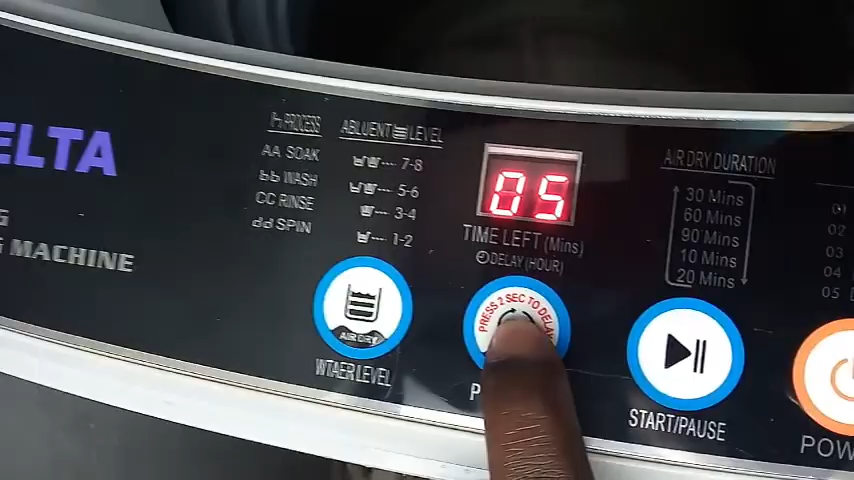 ELTA
G MACHINE
PROCESS
AA SOAK
bb WASH
CC RINSE
dd SPIN
ABLUENT LEVEL
7-8
5-6
3-4
1-2
AIR DRY
WTAER LEVEL
05
TIME LEFT (Mins)
DELAY (HOUR)
PRESS 2 SEC TO DELA
P
AIR DRY DURATION
30 Mins
60 Mins
90 Mins
10 Mins
20 Mins
START/PAUSE
01
02
03
04
05
POW